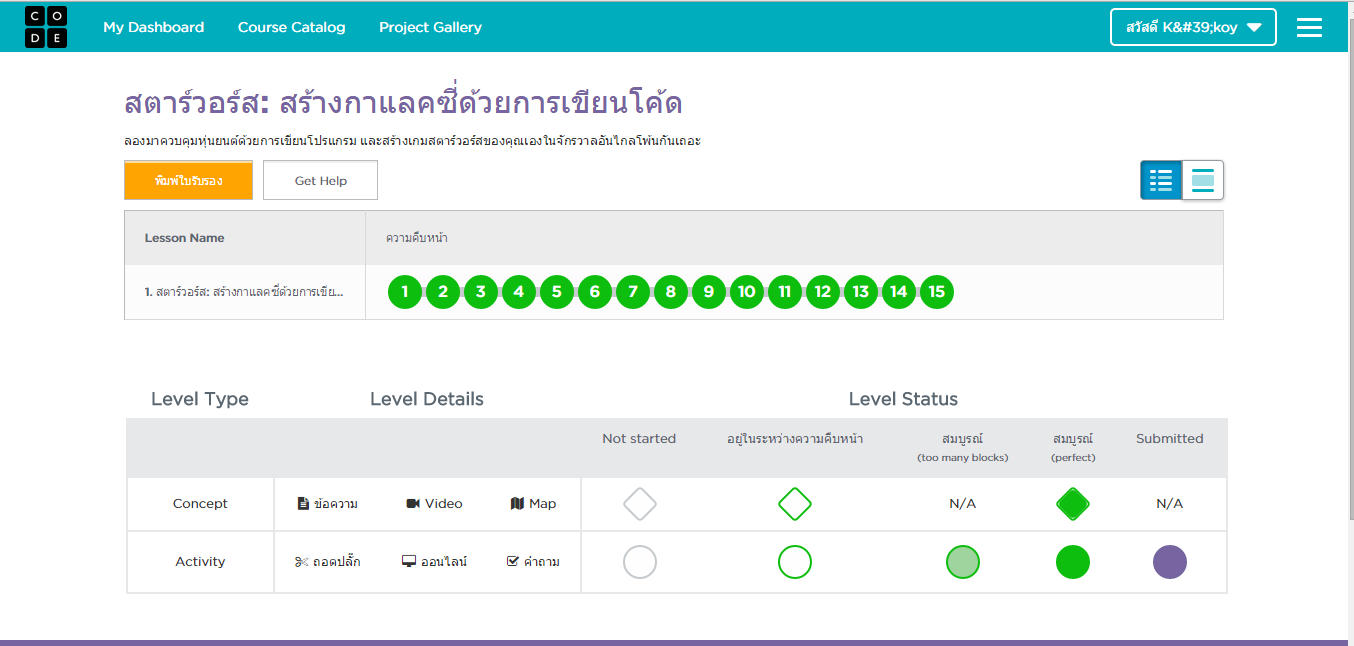 C O
D E
My Dashboard Course Catalog Project Gallery สวัสดี K&#39;koy
สตาร์วอร์ส: สร้างกาแลคซี่ด้วยการเขียนโค้ด
ลองมาควบคุมหุ่นยนต์ด้วยการเขียนโปรแกรม และสร้างเกมสตาร์วอร์สของคุณเองในจักรวาลอันไกลโพ้นกันเถอะ
พิมพ์ใบรับรอง Get Help
Lesson Name ความคืบหน้า
1. สตาร์วอร์ส: สร้างกาแลคซี่ด้วยการเขีย... 1 2 3 4 5 6 7 8 9 10 11 12 13 14 15
Level Type Level Details Level Status
Not started อยู่ในระหว่างความคืบหน้า สมบูรณ์ สมบูรณ์ Submitted
(too many blocks) (perfect)
Concept ข้อความ Video Map N/A N/A
Activity ถอดปลั๊ก ออนไลน์ คำถาม